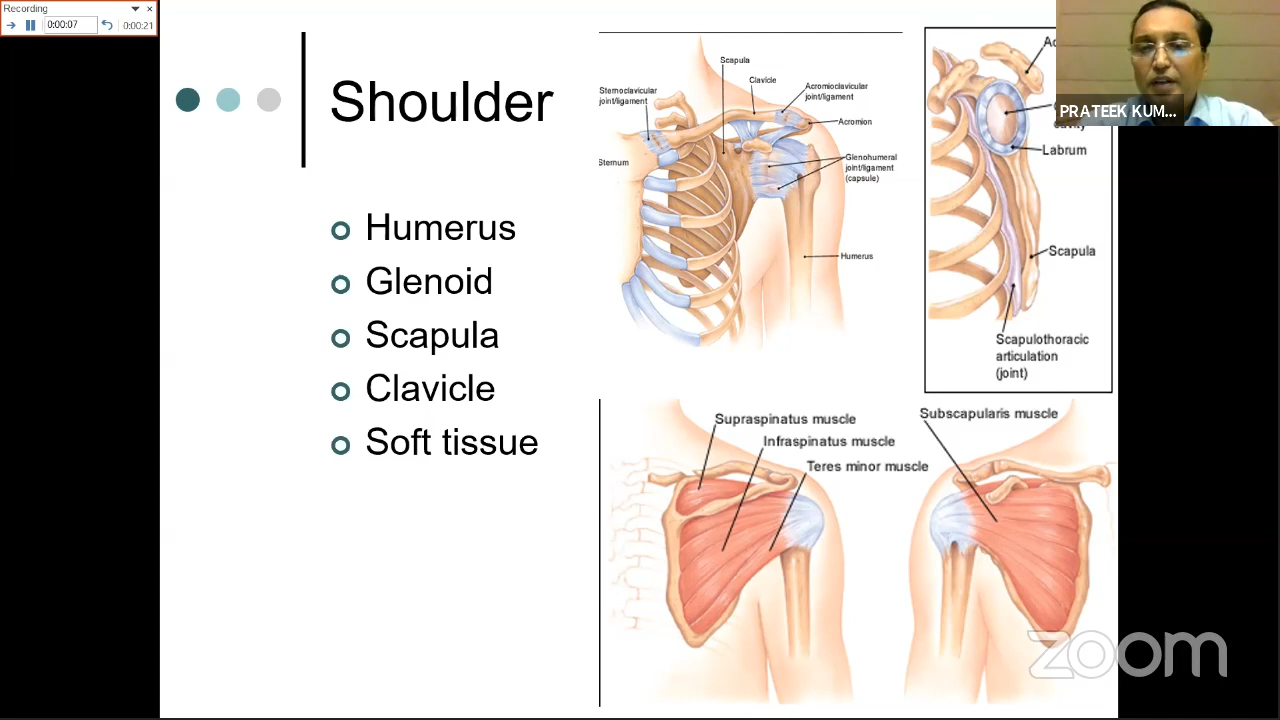 Recording
0:00:07
0:00:21
Shoulder
Humerus
Glenoid
Scapula
Clavicle
Soft tissue
Scapula
Clavicle
Sternoclavicular
joint/ligament
Acromioclavicular
joint/ligament
Acromion
Sternum
Glenohumeral
joint/ligament
(capsule)
Humerus
Labrum
Scapula
Scapulothoracic
articulation
(joint)
PRATEEK KUM...
Supraspinatus muscle
Infraspinatus muscle
Teres minor muscle
Subscapularis muscle
zoom